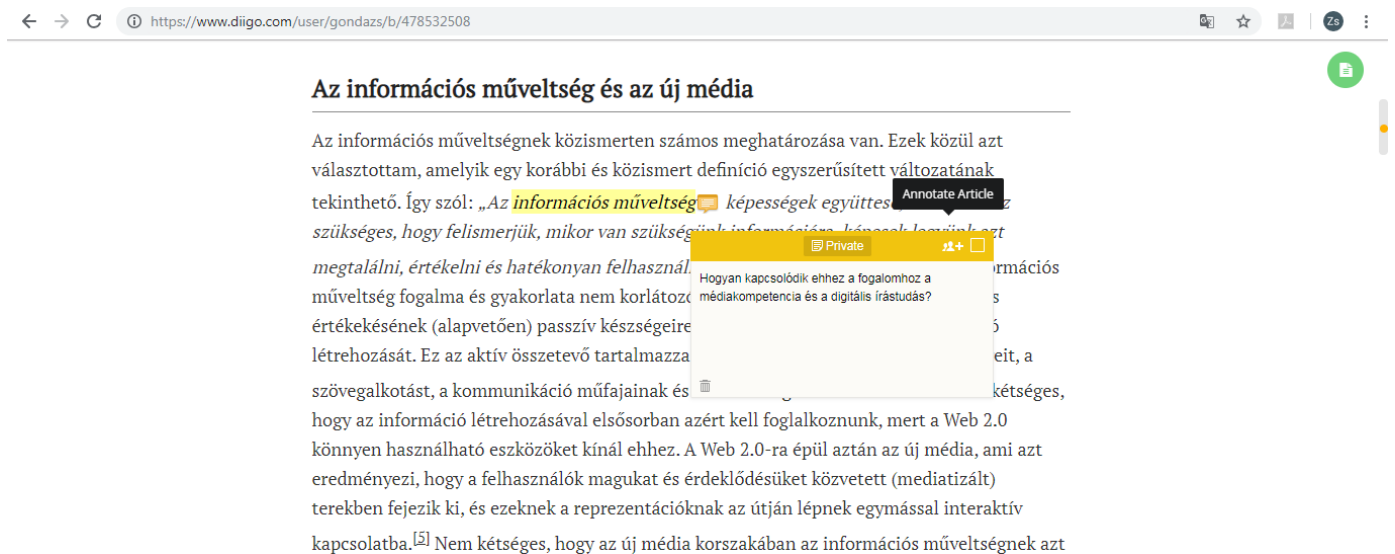 https://www.diigo.com/user/gondazs/b/478532508
Zs
Az információs műveltség és az új média
Az információs műveltségnek közismerten számos meghatározása van. Ezek közül azt
választottam, amelyik egy korábbi és közismert definíció egyszerűsített változatának
tekinthető. Így szól: „Az információs műveltség képességek együttese,
Annotate Article
szükséges, hogy felismerjük, mikor van szükségünk információra, képesek legyünk azt
Private
megtalálni, értékelni és hatékonyan
Hogyan kapcsolódik ehhez a fogalomhoz a
médiakompetencia és a digitális írástudás?
műveltség fogalma és gyakorlata nem
értékekésének (alapvetően) passzív készségeire
létrehozását. Ez az aktív összetevő tartalmazza
a
szövegalkotást, a kommunikáció műfajainak és
kétséges,
hogy az információ létrehozásával elsősorban azért kell foglalkoznunk, mert a Web 2.0
könnyen használható eszközöket kínál ehhez. A Web 2.0-ra épül aztán az új média, ami azt
eredményezi, hogy a felhasználók magukat és érdeklődésüket közvetett (mediatizált)
terekben fejezik ki, és ezeknek a reprezentációknak az útján lépnek egymással interaktív
kapcsolatba.[5] Nem kétséges, hogy az új média korszakában az információs műveltségnek azt